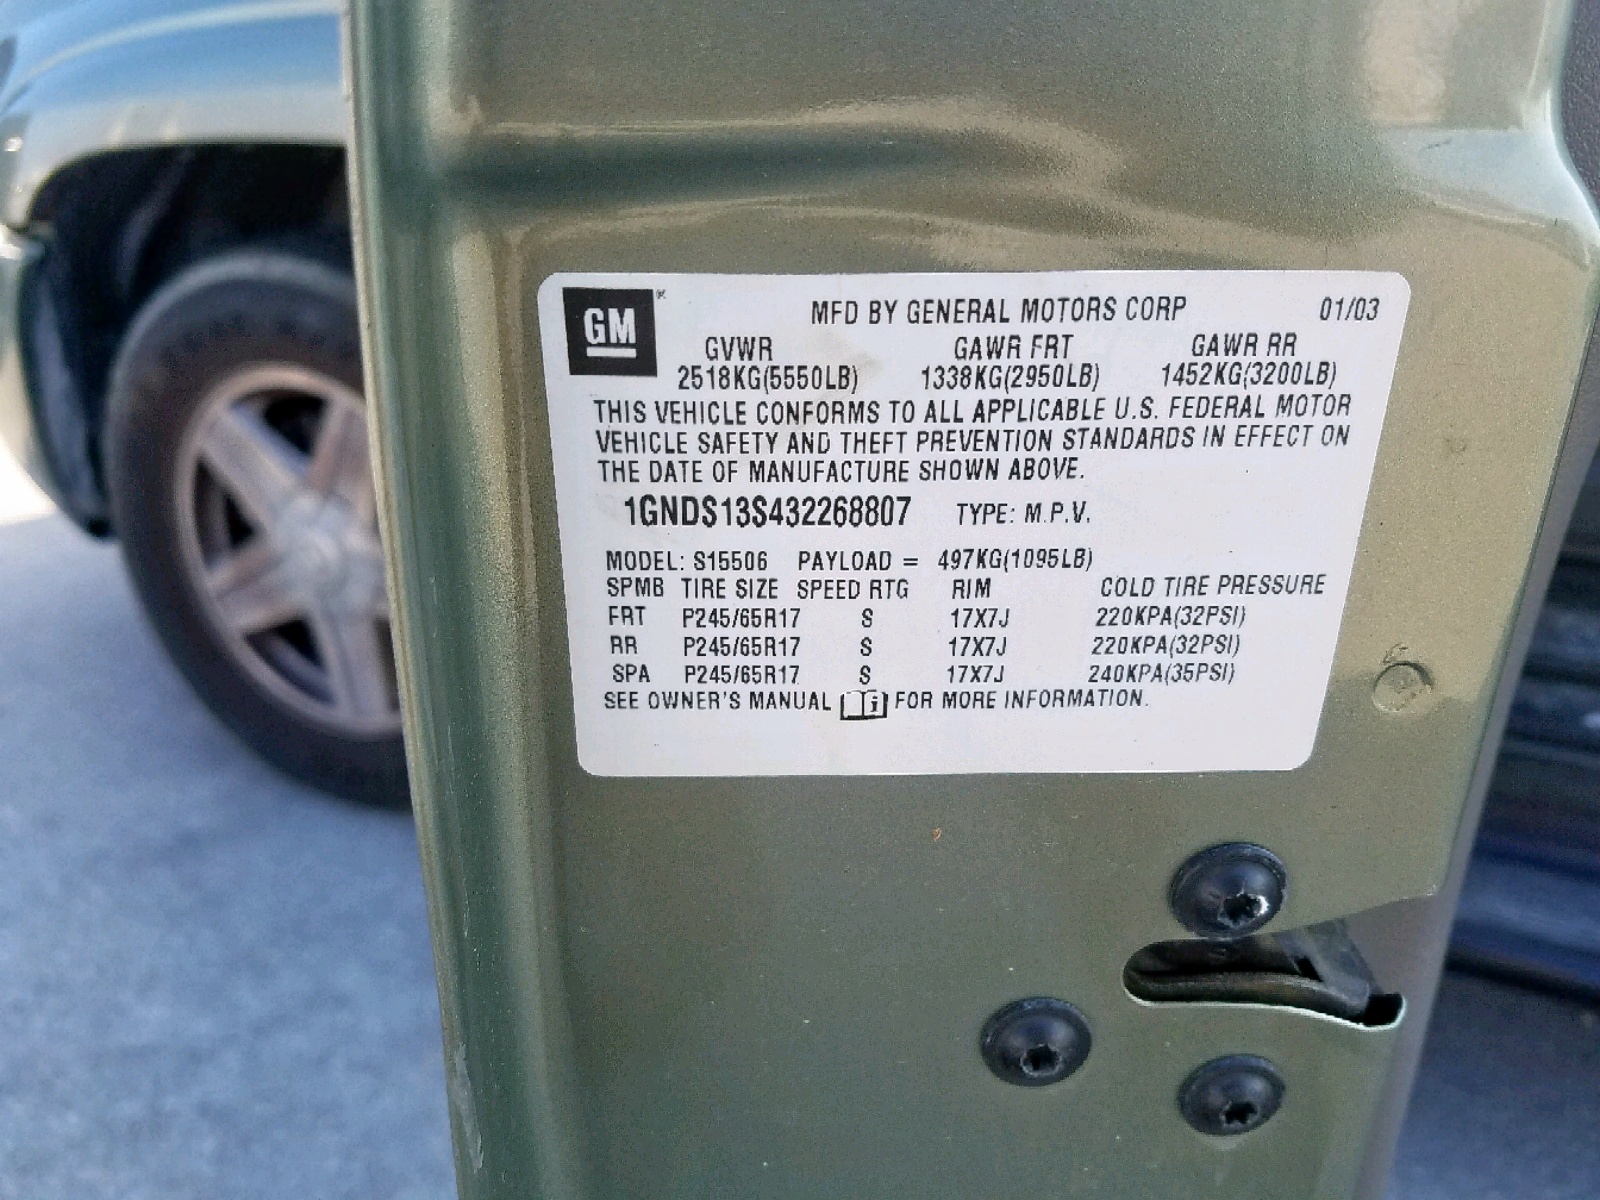 GM ®
MFD BY GENERAL MOTORS CORP 01/03
GVWR GAWR FRT GAWR RR
2518KG(5550LB) 1338KG(2950LB) 1452KG(3200LB)
THIS VEHICLE CONFORMS TO ALL APPLICABLE U.S. FEDERAL MOTOR
VEHICLE SAFETY AND THEFT PREVENTION STANDARDS IN EFFECT ON
THE DATE OF MANUFACTURE SHOWN ABOVE.
1GNDS13S432268807 TYPE: M.P.V.
MODEL: S15506 PAYLOAD = 497KG(1095LB)
SPMB TIRE SIZE SPEED RTG RIM COLD TIRE PRESSURE
FRT P245/65R17 S 17X7J 220KPA(32PSI)
RR P245/65R17 S 17X7J 220KPA(32PSI)
SPA P245/65R17 S 17X7J 240KPA(35PSI)
SEE OWNER'S MANUAL FOR MORE INFORMATION.